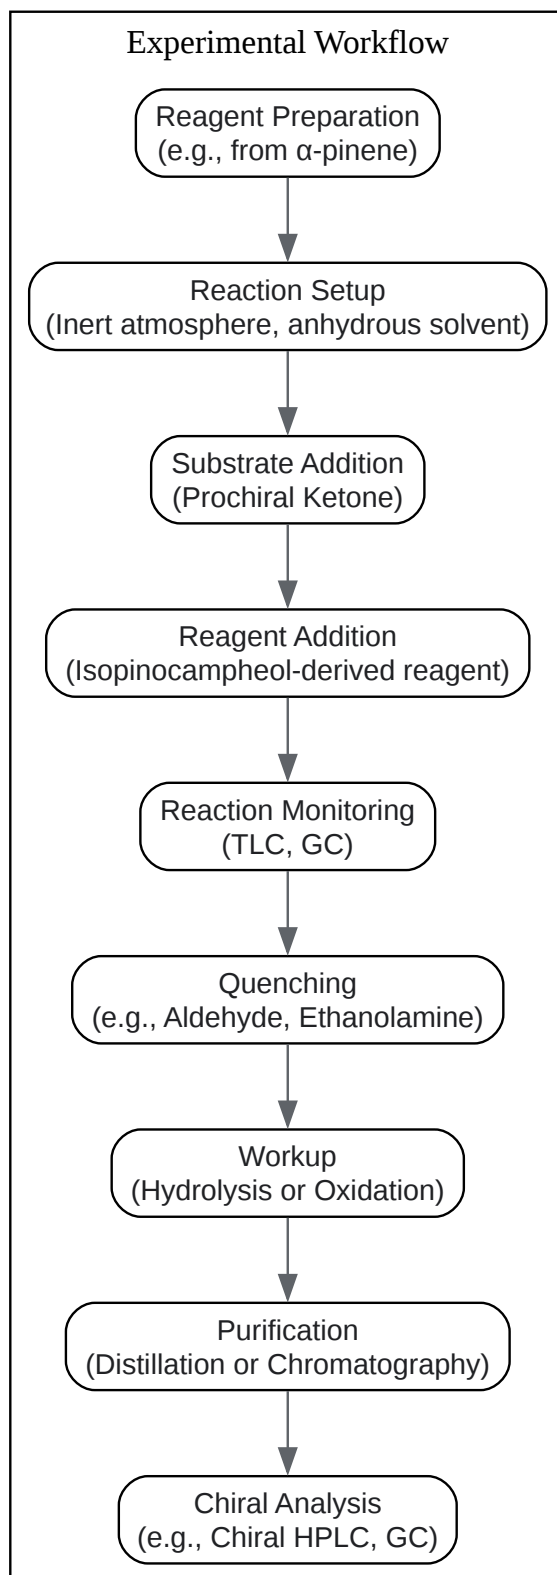 Experimental Workflow
Reagent Preparation
(e.g., from α-pinene)
Reaction Setup
(Inert atmosphere, anhydrous solvent)
Substrate Addition
(Prochiral Ketone)
Reagent Addition
(Isopinocampheol-derived reagent)
Reaction Monitoring
(TLC, GC)
Quenching
(e.g., Aldehyde, Ethanolamine)
Workup
(Hydrolysis or Oxidation)
Purification
(Distillation or Chromatography)
Chiral Analysis
(e.g., Chiral HPLC, GC)